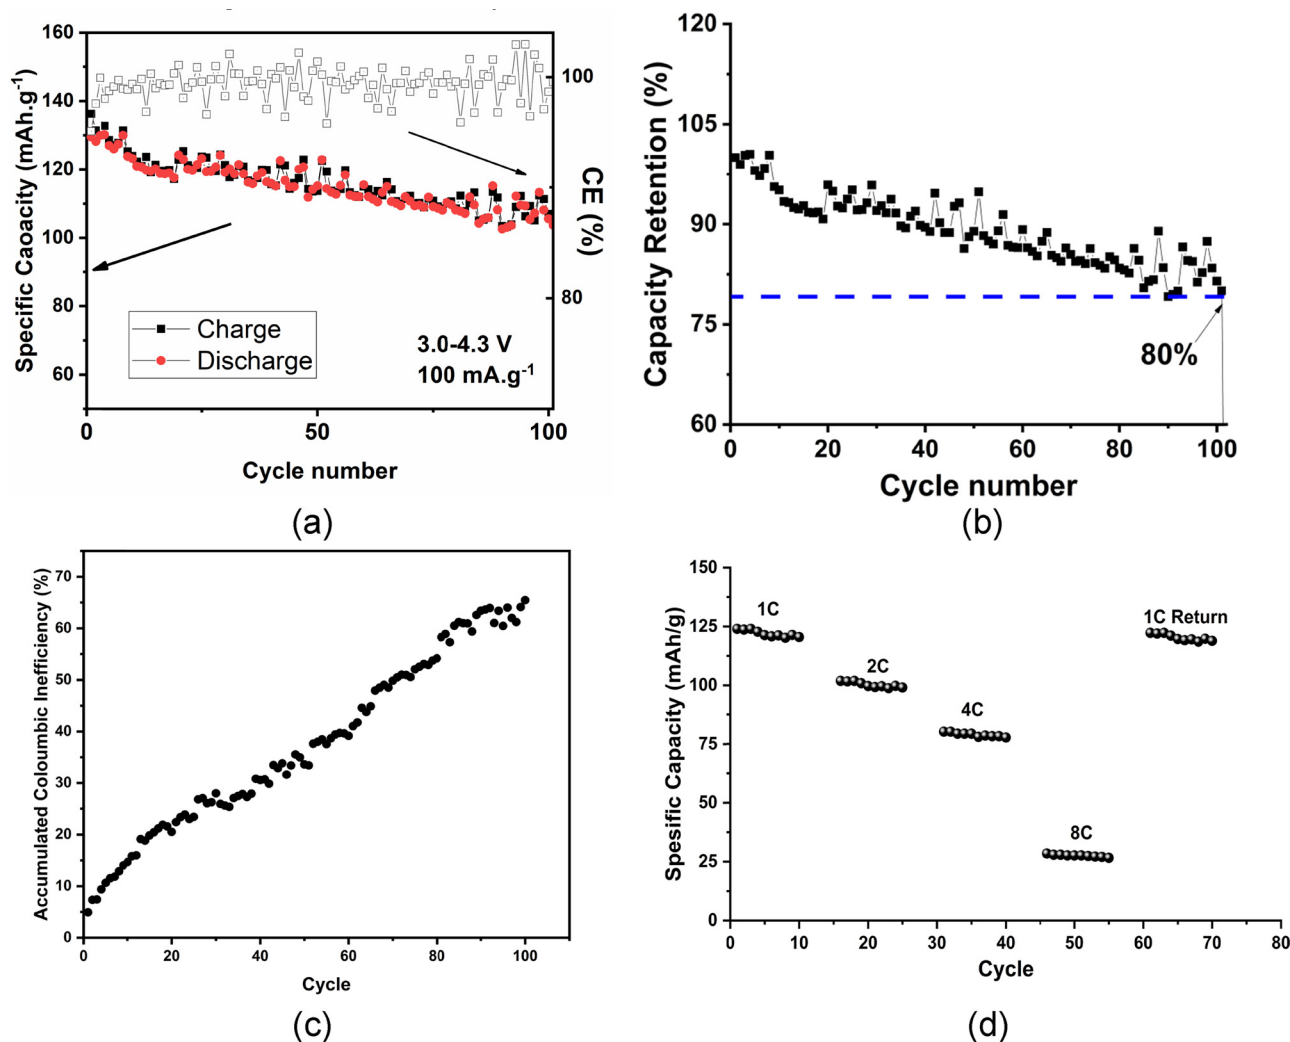 160
140
120
100
80
60
Specific Caoacity (mAh.g-1)
100
80
CE (%)
Charge
Discharge
3.0-4.3 V
100 mA.g-1
0
50
100
Cycle number
(a)
120
105
90
75
60
Capacity Retention (%)
80%
0
20
40
60
80
100
Cycle number
(b)
70
60
50
40
30
20
10
0
Accumulated Coloumbic Inefficiency (%)
0
20
40
60
80
100
Cycle
(c)
150
125
100
75
50
25
0
Spesific Capacity (mAh/g)
1C
2C
4C
8C
1C Return
0
10
20
30
40
50
60
70
80
Cycle
(d)